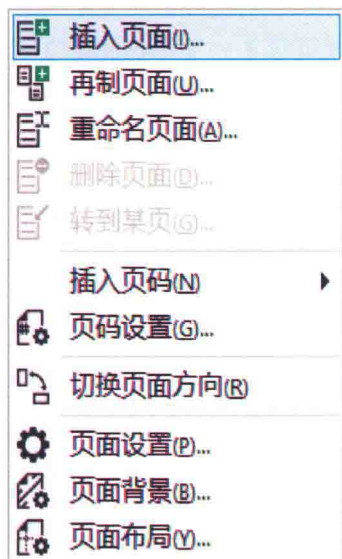 插入页面(I)...
再制页面(U)...
重命名页面(A)...
删除页面(D)...
转到某页(G)...
插入页码(N)
页码设置(G)...
切换页面方向(R)
页面设置(P)...
页面背景(B)...
页面布局(Y)...